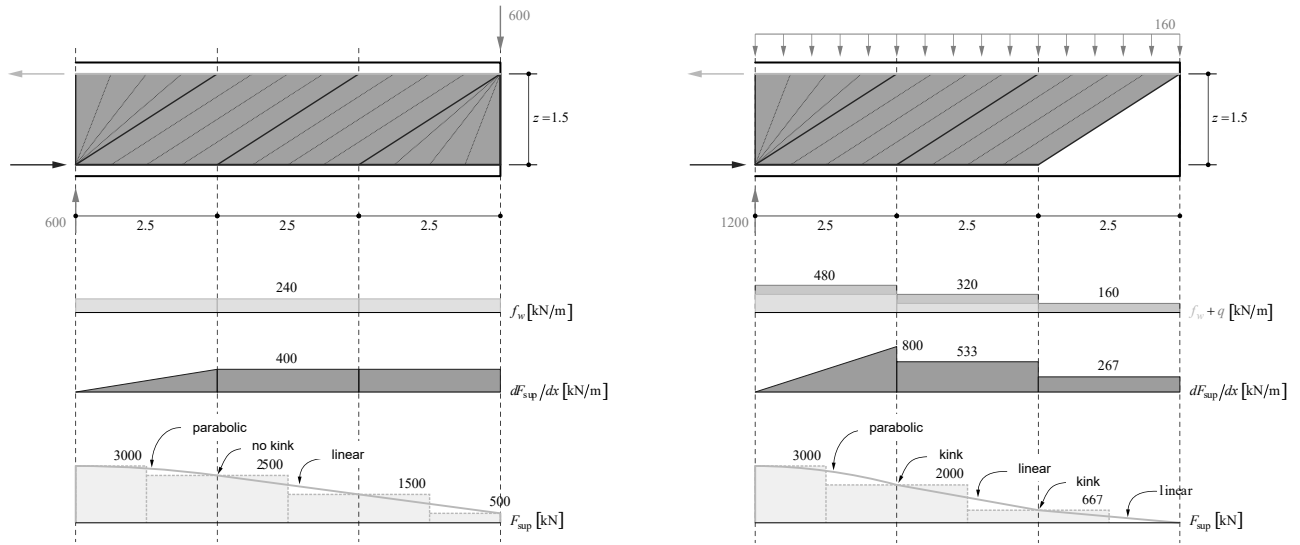 600
z = 1.5
600
2.5
2.5
2.5
240
f_w [kN/m]
400
dF_sup/dx [kN/m]
parabolic
3000
no kink
2500
linear
1500
500
F_sup [kN]
160
z = 1.5
1200
2.5
2.5
2.5
480
320
160
f_w + q [kN/m]
800
533
267
dF_sup/dx [kN/m]
parabolic
3000
kink
2000
linear
kink
667
linear
F_sup [kN]